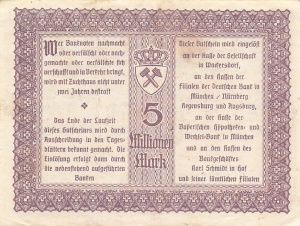 Wer Banknoten nachmacht
oder verfälscht oder nach-
gemachte oder verfälschte sich
verschafft und in Verkehr bringt,
wird mit Zuchthaus nicht unter
zwei Jahren bestraft
Das Ende der Laufzeit
dieses Gutscheines wird durch
Ausschreibung in den Tages-
blättern bekannt gemacht. Die
Einlösung erfolgt dann durch
die nebenstehend aufgeführten
Banken
5
Millionen
Mark
Dieser Gutschein wird eingelöst
an der Kasse der Gesellschaft
in Wackersdorf,
an den Kassen der
Filialen der Deutschen Bank in
München / Nürnberg
Regensburg und Augsburg,
an der Kasse der
Bayerischen Hypotheken- und
Wechsel-Bank in München
und an den Kassen des
Bankgeschäftes
Karl Schmidt in Hof
und seiner sämtlichen Filialen